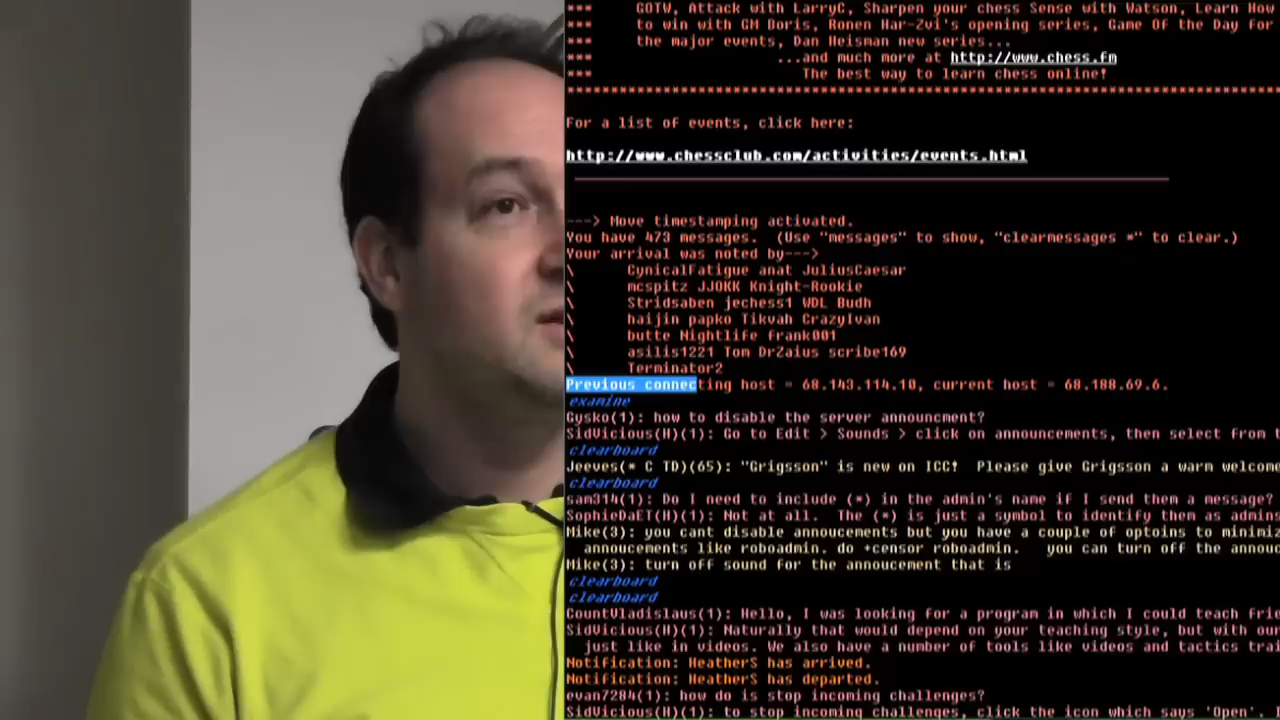 *** GOTW, Attack with LarryC, Sharpen your chess Sense with Watson, Learn How
*** to win with GM Doris, Ronen Har-Zvi's opening series, Game Of the Day for
*** the major events, Dan Heisman new series...
*** ...and much more at http://www.chess.fm
*** The best way to learn chess online!
For a list of events, click here:
http://www.chessclub.com/activities/events.html
---> Move timestamping activated.
You have 473 messages. (Use "messages" to show, "clearmessages *" to clear.)
Your arrival was noted by--->
\ CynicalFatigue anat JuliusCaesar
\ mcspitz JJOKK Knight-Rookie
\ Stridsaben jechess1 WDL Budh
\ haijin papko Tikvah CrazyIvan
\ butte Nightlife frank001
\ asilis1221 Tom DrZaius scribe169
\ Terminator2
Previous connecting host = 68.143.114.10, current host = 68.188.69.6.
examine
Gysko(1): how to disable the server announcment?
SidVicious(H)(1): Go to Edit > Sounds > click on announcements, then select from t
clearboard
Jeeves(* C TD)(65): "Grigsson" is new on ICC! Please give Grigsson a warm welcome
clearboard
sam314(1): Do I need to include (*) in the admin's name if I send them a message?
SophieDaET(H)(1): Not at all. The (*) is just a symbol to identify them as admins
Mike(3): you cant disable annoucements but you have a couple of optoins to minimiz
annoucements like roboadmin. do +censor roboadmin. you can turn off the annou
Mike(3): turn off sound for the annoucement that is
clearboard
clearboard
CountVladislaus(1): Hello, I was looking for a program in which I could teach frie
SidVicious(H)(1): Naturally that would depend on your teaching style, but with our
just like in videos. We also have a number of tools like videos and tactics trai
Notification: HeatherS has arrived.
Notification: HeatherS has departed.
evan7284(1): how do is stop incoming challenges?
SidVicious(H)(1): to stop incoming challenges, click the icon which says 'Open'.